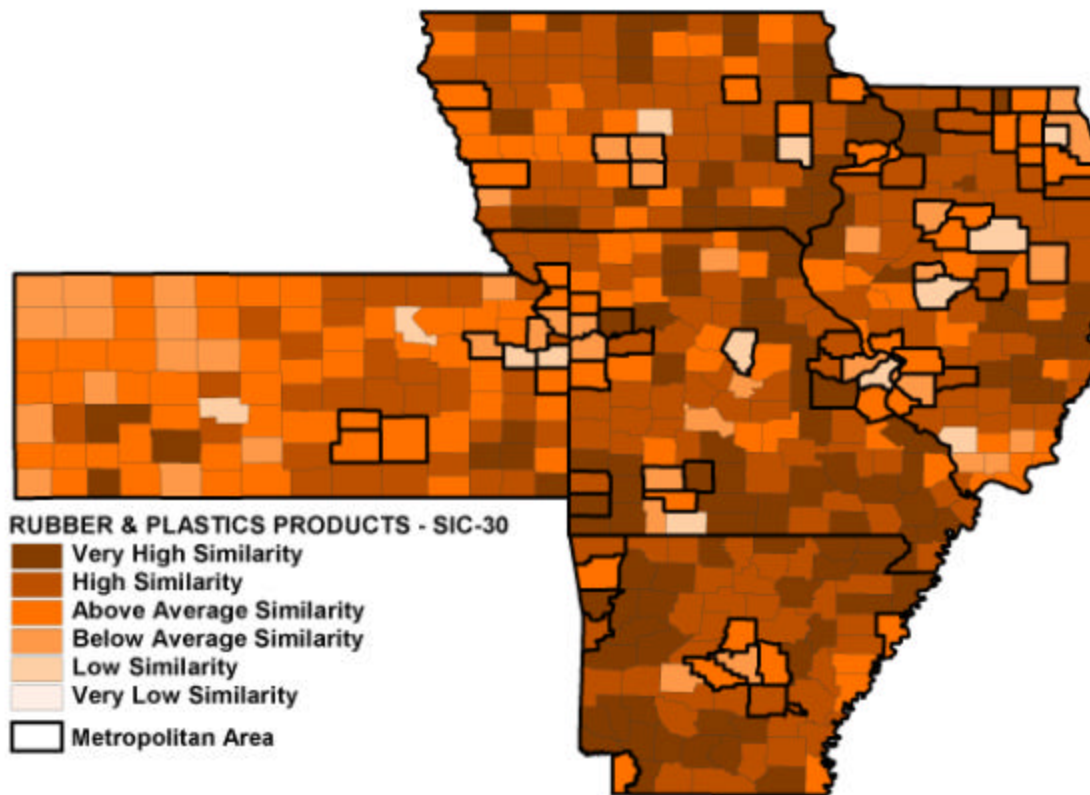 RUBBER & PLASTICS PRODUCTS - SIC-30
Very High Similarity
High Similarity
Above Average Similarity
Below Average Similarity
Low Similarity
Very Low Similarity
Metropolitan Area